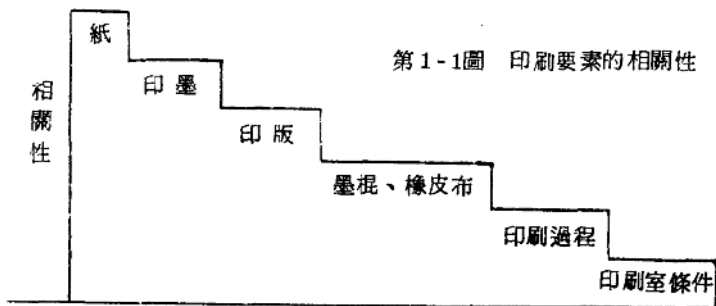 紙
第1-1圖 印刷要素的相關性
印墨
相關性
印版
墨棍、橡皮布
印刷過程
印刷室條件